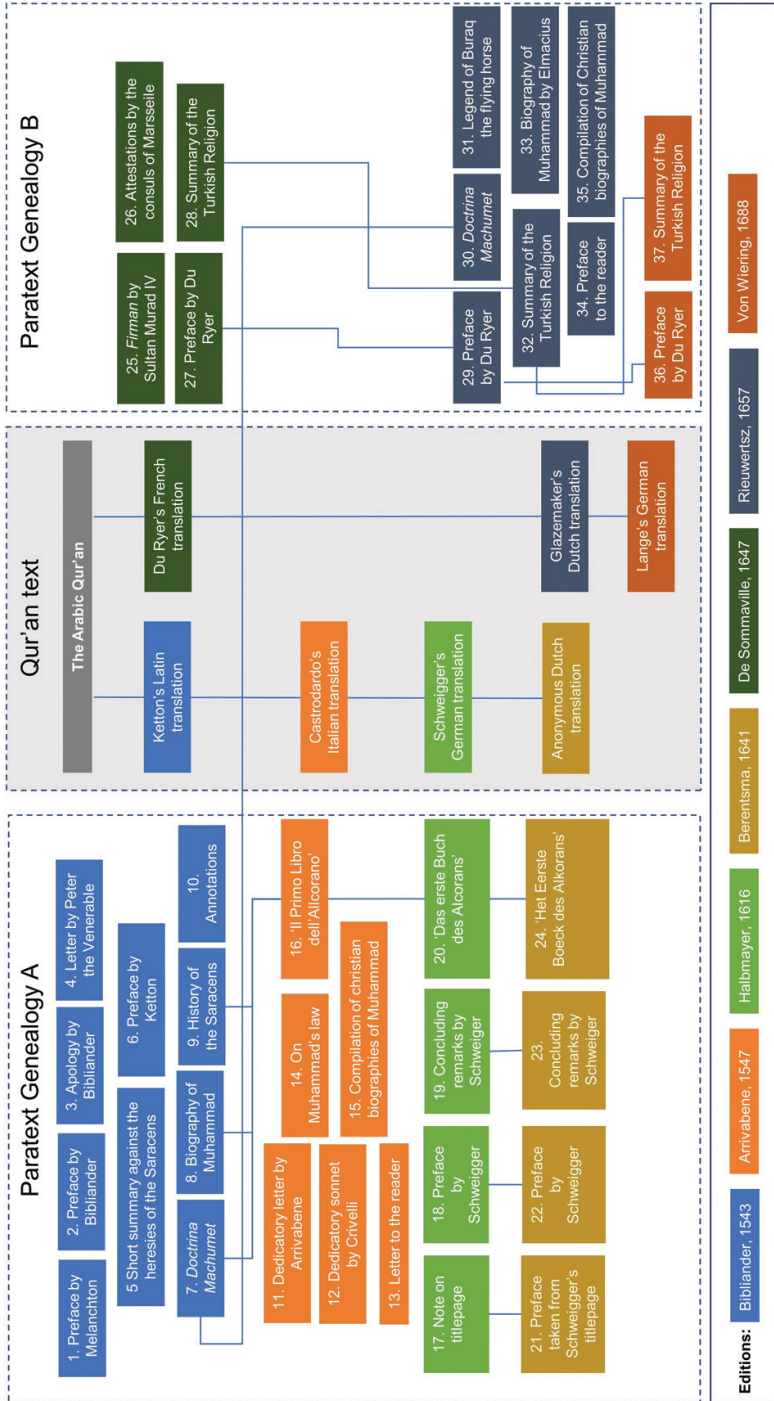 Paratext Genealogy A
1. Preface by
Melanchton
2. Preface by
Bibliander
3. Apology by
Bibliander
4. Letter by Peter
the Venerable
5 Short summary against the
heresies of the Saracens
6. Preface by
Ketton
7. Doctrina
Machumet
8. Biography of
Muhammad
9. History of
the Saracens
10.
Annotations
11. Dedicatory letter by
Arrivabene
12. Dedicatory sonnet
by Crivelli
13. Letter to the reader
14. On
Muhammad's law
15. Compilation of christian
biographies of Muhammad
16. 'Il Primo Libro
dell'Allcorano'
17. Note on
titlepage
18. Preface
by
Schweigger
19. Concluding
remarks by
Schweiger
20. 'Das erste Buch
des Alcorans'
21. Preface
taken from
Schweigger's
titlepage
22. Preface
by
Schweigger
23.
Concluding
remarks by
Schweiger
24. 'Het Eerste
Boeck des Alkorans'
Qur'an text
The Arabic Qur'an
Ketton's Latin
translation
Du Ryer's French
translation
Castrodardo's
Italian translation
Schweigger's
German translation
Anonymous Dutch
translation
Glazemaker's
Dutch translation
Lange's German
translation
Paratext Genealogy B
25. Firman by
Sultan Murad IV
26. Attestations by the
consuls of Marsseile
27. Preface by Du
Ryer
28. Summary of the
Turkish Religion
29. Preface
by Du Ryer
30. Doctrina
Machumet
31. Legend of Buraq
the flying horse
32. Summary of the
Turkish Religion
33. Biography of
Muhammad by Elmacius
34. Preface
to the reader
35. Compilation of Christian
biographies of Muhammad
36. Preface
by Du Ryer
37. Summary of the
Turkish Religion
Editions:
Bibliander, 1543
Arrivabene, 1547
Halbmayer, 1616
Berentsma, 1641
De Sommaville, 1647
Rieuwertsz, 1657
Von Wiering, 1688